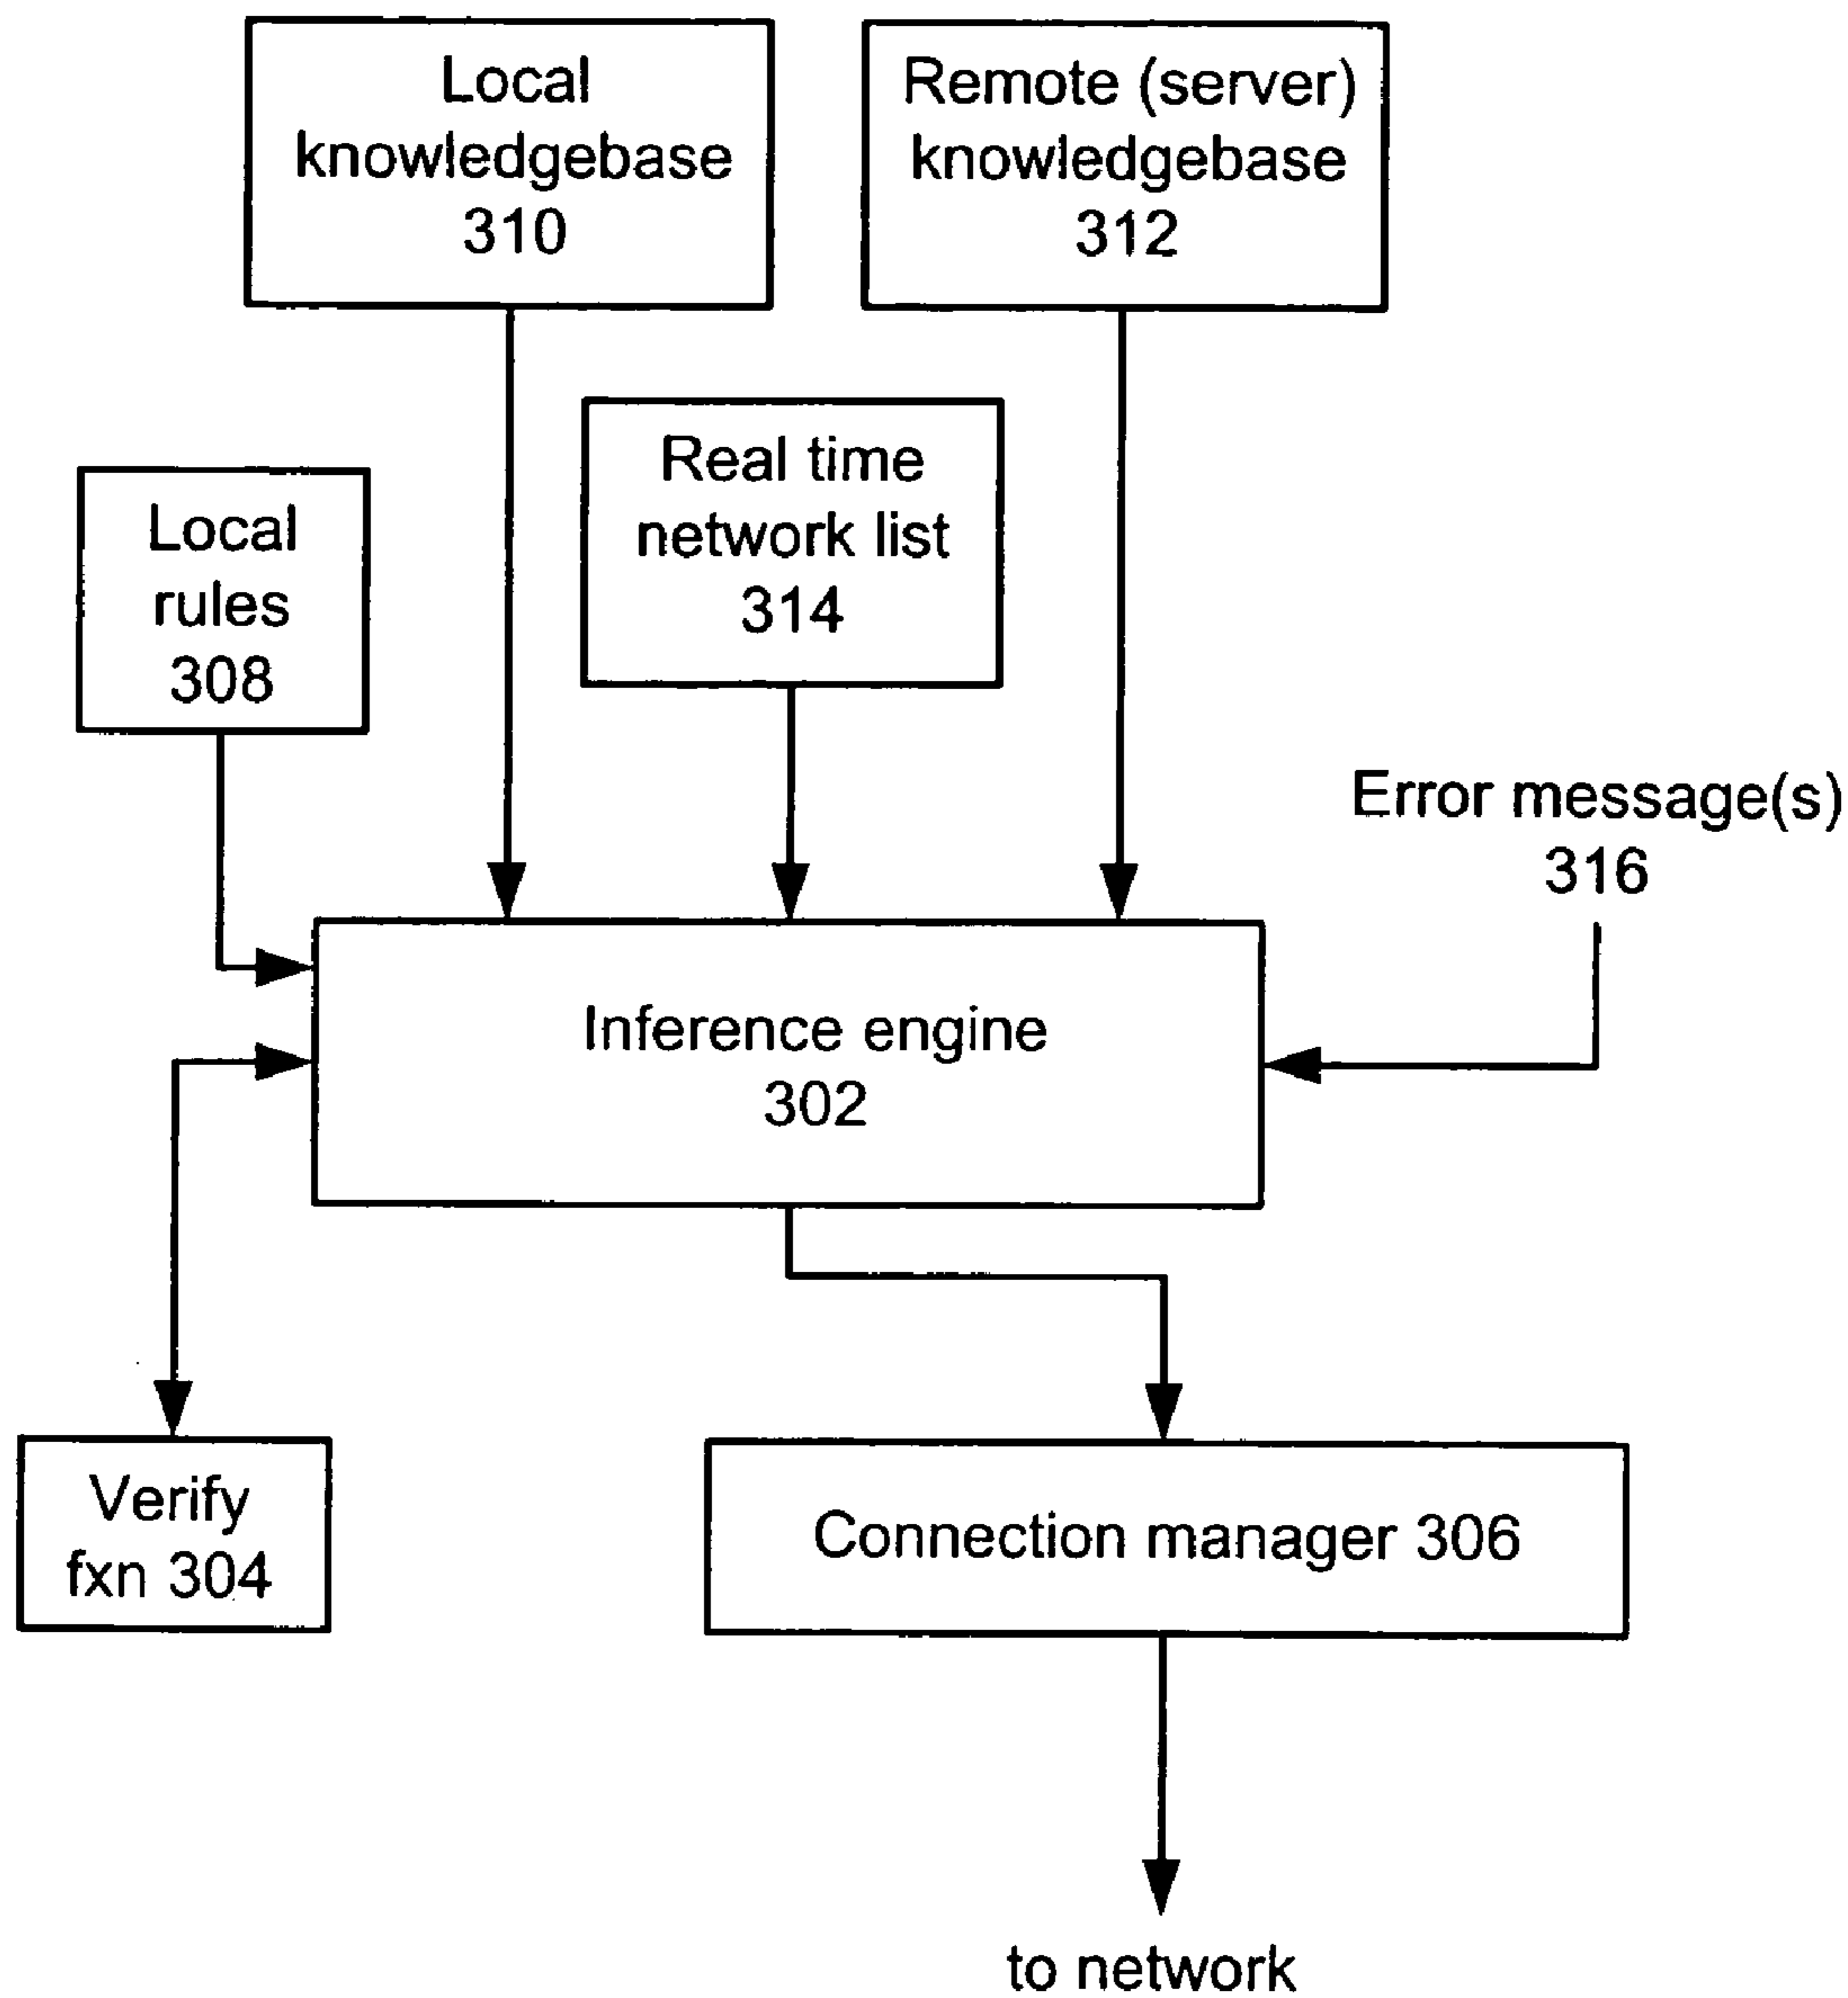 Local
knowledgebase
310
Remote (server)
knowledgebase
312
Real time
network list
314
Local
rules
308
Error message(s)
316
Inference engine
302
Verify
fxn 304
Connection manager 306
to network